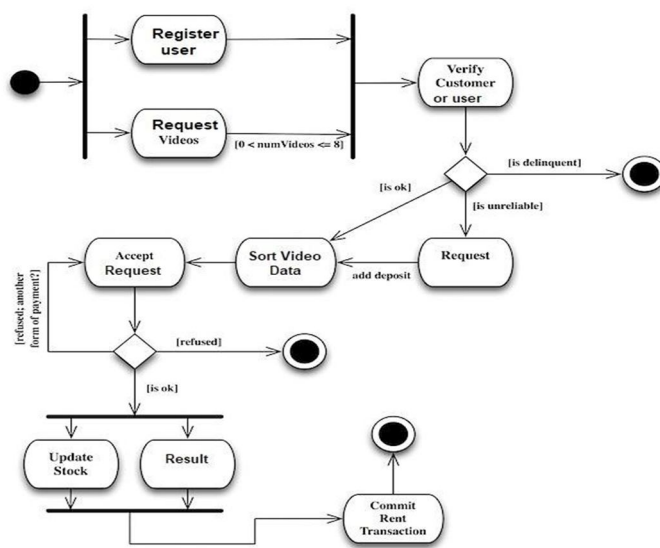 Register
user
Request
Videos
[0 < numVideos <= 8]
Verify
Customer
or user
[is delinquent]
[is ok]
[is unreliable]
Accept
Request
Sort Video
Data
add deposit
Request
[refused; another
form of payment?]
[refused]
[is ok]
Update
Stock
Result
Commit
Rent
Transaction